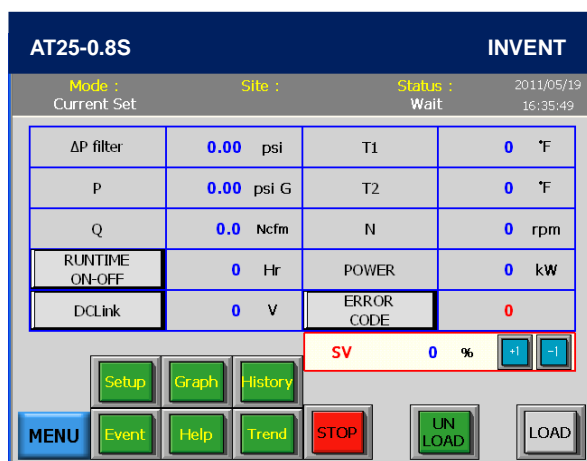 AT25-0.8S INVENT
Mode : Site : Status : 2011/05/19
Current Set Wait 16:35:49
ΔP filter 0.00 psi T1 0 °F
P 0.00 psi G T2 0 °F
Q 0.0 Ncfm N 0 rpm
RUNTIME
ON-OFF 0 Hr POWER 0 kW
DCLink 0 V ERROR
CODE 0
SV 0 % +1 -1
Setup Graph History
MENU Event Help Trend STOP UN
LOAD LOAD